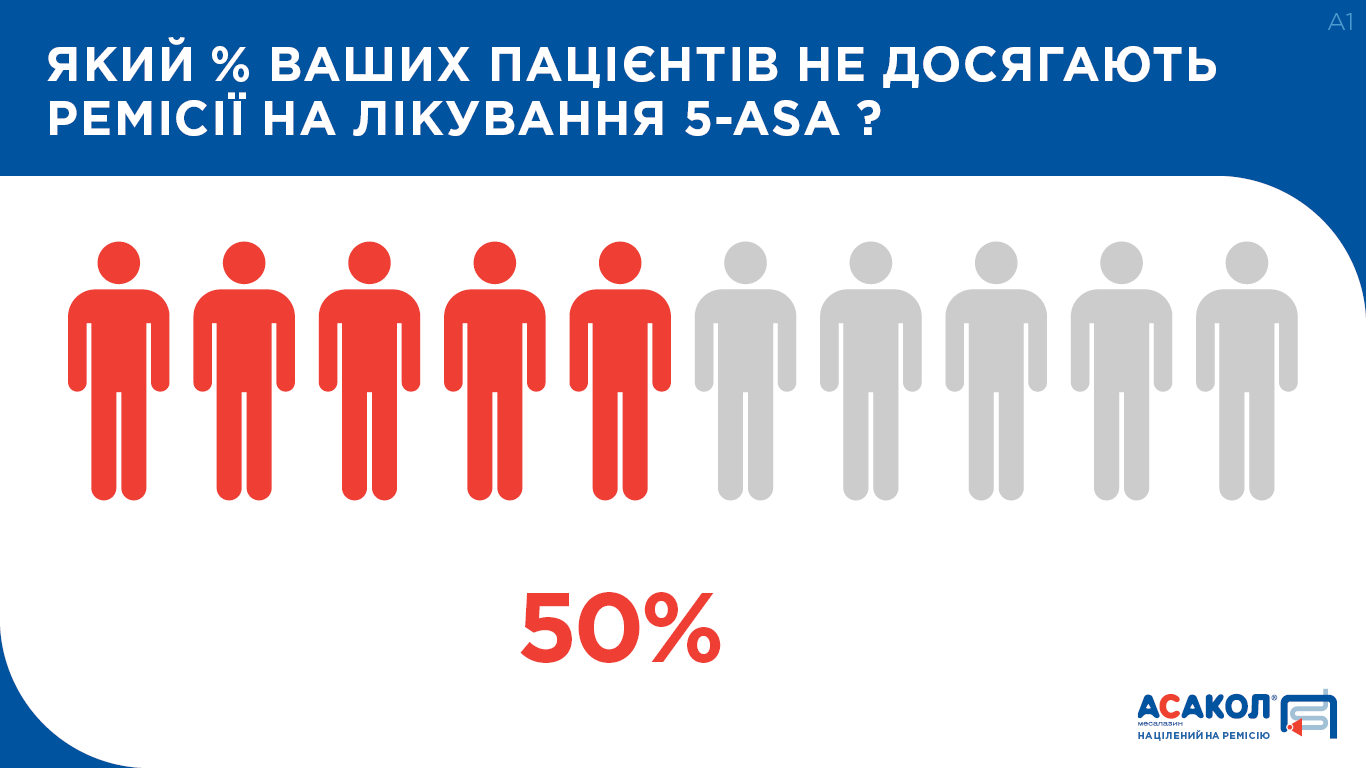 A1
ЯКИЙ % ВАШИХ ПАЦІЄНТІВ НЕ ДОСЯГАЮТЬ
РЕМІСІЇ НА ЛІКУВАННЯ 5-ASA ?
50%
АСАКОЛ®
месалазин
НАЦІЛЕНИЙ НА РЕМІСІЮ